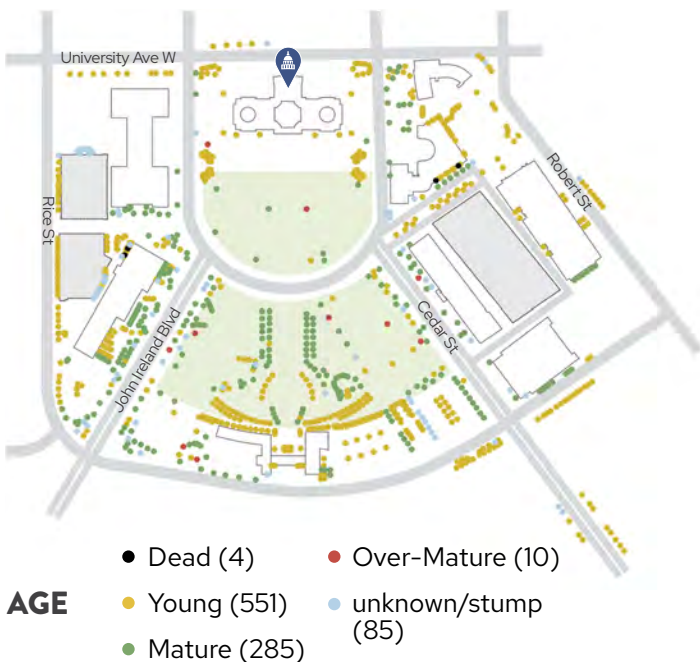 University Ave W
Rice St
Robert St
John Ireland Blvd
Cedar St
AGE
Dead (4)
Young (551)
Mature (285)
Over-Mature (10)
unknown/stump
(85)